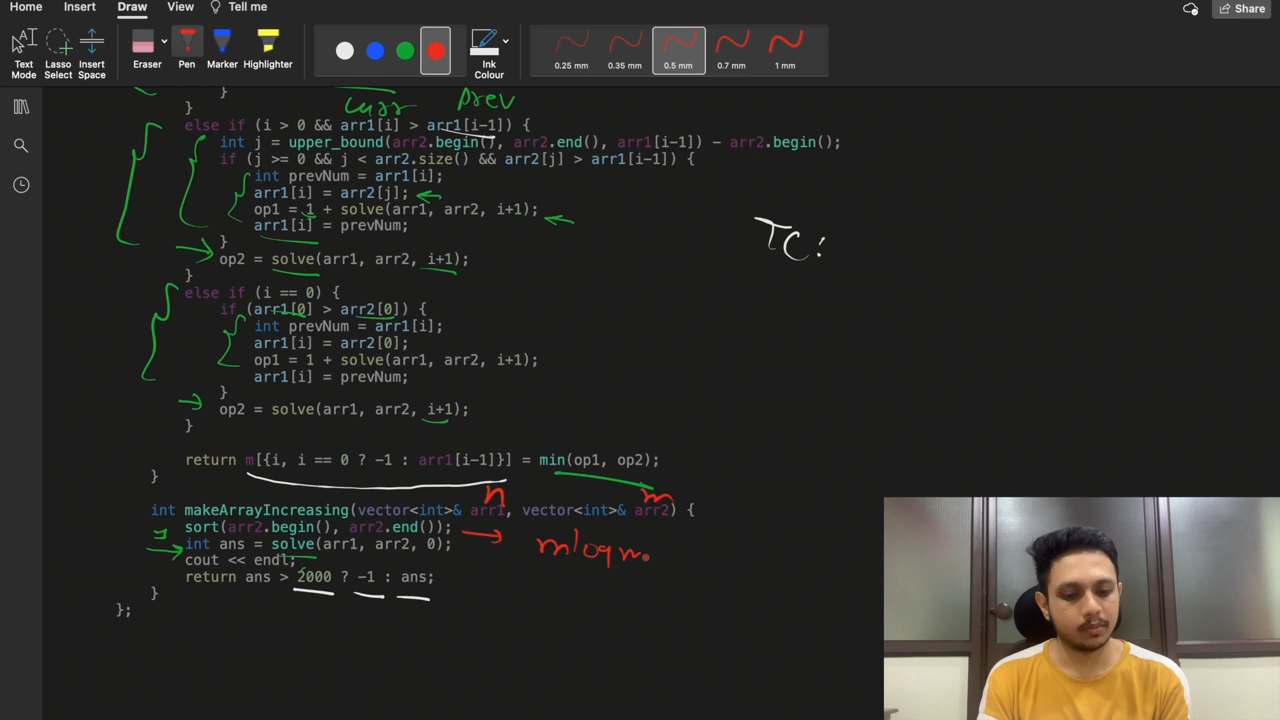 Home Insert Draw View Tell me Share
Text Mode Lasso Select Insert Space Eraser Pen Marker Highlighter Ink Colour 0.25 mm 0.35 mm 0.5 mm 0.7 mm 1 mm
}
curr prev
}
else if (i > 0 && arr1[i] > arr1[i-1]) {
int j = upper_bound(arr2.begin(), arr2.end(), arr1[i-1]) - arr2.begin();
if (j >= 0 && j < arr2.size() && arr2[j] > arr1[i-1]) {
int prevNum = arr1[i];
arr1[i] = arr2[j];
op1 = 1 + solve(arr1, arr2, i+1);
arr1[i] = prevNum;
}
TC:
op2 = solve(arr1, arr2, i+1);
}
else if (i == 0) {
if (arr1[0] > arr2[0]) {
int prevNum = arr1[i];
arr1[i] = arr2[0];
op1 = 1 + solve(arr1, arr2, i+1);
arr1[i] = prevNum;
}
op2 = solve(arr1, arr2, i+1);
}
return m[{i, i == 0 ? -1 : arr1[i-1]}] = min(op1, op2);
}
n m
int makeArrayIncreasing(vector<int>& arr1, vector<int>& arr2) {
sort(arr2.begin(), arr2.end());
int ans = solve(arr1, arr2, 0);
mlogm
cout << endl;
return ans > 2000 ? -1 : ans;
}
};